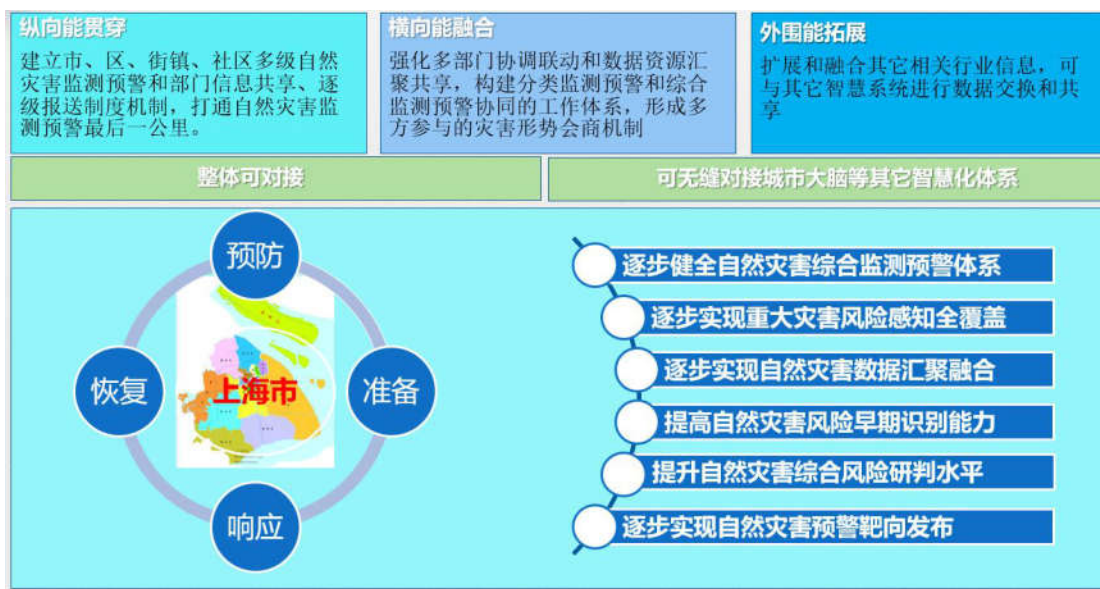 纵向能贯穿
建立市、区、街镇、社区多级自然
灾害监测预警和部门信息共享、逐
级报送制度机制，打通自然灾害监
测预警最后一公里。
横向能融合
强化多部门协调联动和数据资源汇
聚共享，构建分类监测预警和综合
监测预警协同的工作体系，形成多
方参与的灾害形势会商机制
外围能拓展
扩展和融合其它相关行业信息，可
与其它智慧系统进行数据交换和共
享
整体可对接
可无缝对接城市大脑等其它智慧化体系
预防
恢复
上海市
准备
响应
逐步健全自然灾害综合监测预警体系
逐步实现重大灾害风险感知全覆盖
逐步实现自然灾害数据汇聚融合
提高自然灾害风险早期识别能力
提升自然灾害综合风险研判水平
逐步实现自然灾害预警靶向发布